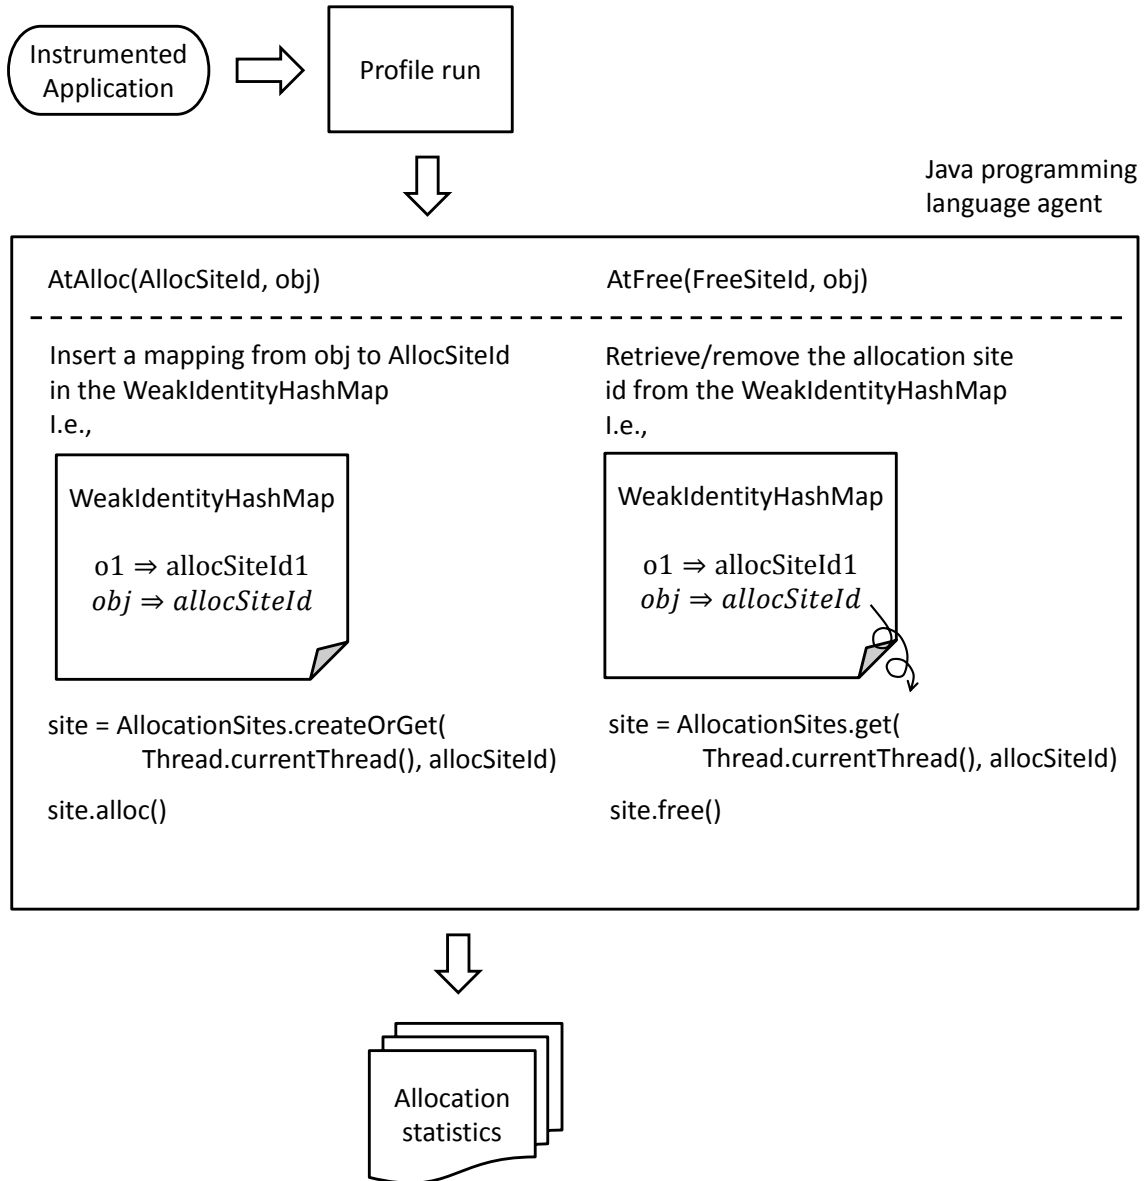 Instrumented
Application
Profile run
Java programming
language agent
AtAlloc(AllocSiteId, obj)
AtFree(FreeSiteId, obj)
Insert a mapping from obj to AllocSiteId
in the WeakIdentityHashMap
I.e.,
WeakIdentityHashMap
o1 ⇒ allocSiteId1
obj ⇒ allocSiteId
site = AllocationSites.createOrGet(
Thread.currentThread(), allocSiteId)
site.alloc()
Retrieve/remove the allocation site
id from the WeakIdentityHashMap
I.e.,
WeakIdentityHashMap
o1 ⇒ allocSiteId1
obj ⇒ allocSiteId
site = AllocationSites.get(
Thread.currentThread(), allocSiteId)
site.free()
Allocation
statistics